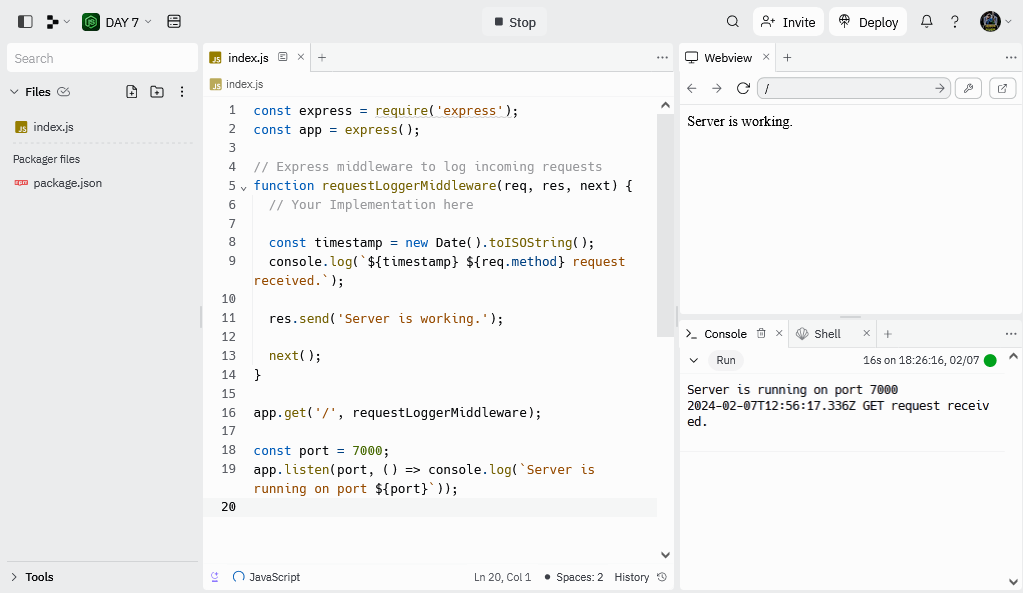 DAY 7
Stop
Invite
Deploy
?
Search
Files
index.js
Packager files
package.json
Tools
index.js
index.js
1 const express = require('express');
2 const app = express();
3
4 // Express middleware to log incoming requests
5 function requestLoggerMiddleware(req, res, next) {
6 // Your Implementation here
7
8 const timestamp = new Date().toISOString();
9 console.log(`${timestamp} ${req.method} request
received.`);
10
11 res.send('Server is working.');
12
13 next();
14 }
15
16 app.get('/', requestLoggerMiddleware);
17
18 const port = 7000;
19 app.listen(port, () => console.log(`Server is
running on port ${port}`));
20
JavaScript
Ln 20, Col 1
Spaces: 2
History
Webview
/
Server is working.
Console
Shell
Run
16s on 18:26:16, 02/07
Server is running on port 7000
2024-02-07T12:56:17.336Z GET request receiv
ed.